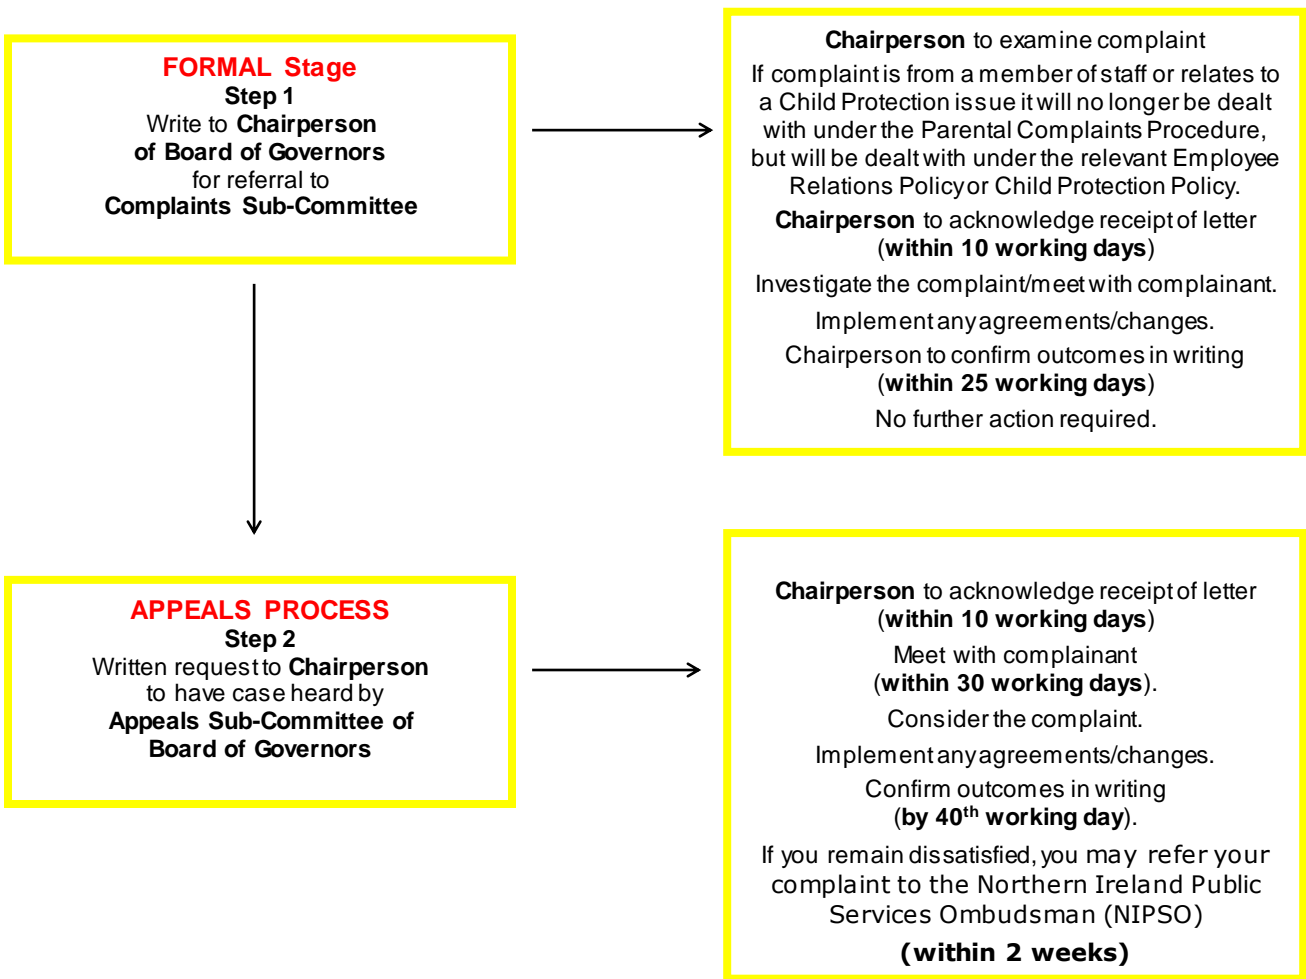 FORMAL Stage
Step 1
Write to Chairperson
of Board of Governors
for referral to
Complaints Sub-Committee
Chairperson to examine complaint
If complaint is from a member of staff or relates to
a Child Protection issue it will no longer be dealt
with under the Parental Complaints Procedure,
but will be dealt with under the relevant Employee
Relations Policy or Child Protection Policy.
Chairperson to acknowledge receipt of letter
(within 10 working days)
Investigate the complaint/meet with complainant.
Implement any agreements/changes.
Chairperson to confirm outcomes in writing
(within 25 working days)
No further action required.
APPEALS PROCESS
Step 2
Written request to Chairperson
to have case heard by
Appeals Sub-Committee of
Board of Governors
Chairperson to acknowledge receipt of letter
(within 10 working days)
Meet with complainant
(within 30 working days).
Consider the complaint.
Implement any agreements/changes.
Confirm outcomes in writing
(by 40th working day).
If you remain dissatisfied, you may refer your
complaint to the Northern Ireland Public
Services Ombudsman (NIPSO)
(within 2 weeks)